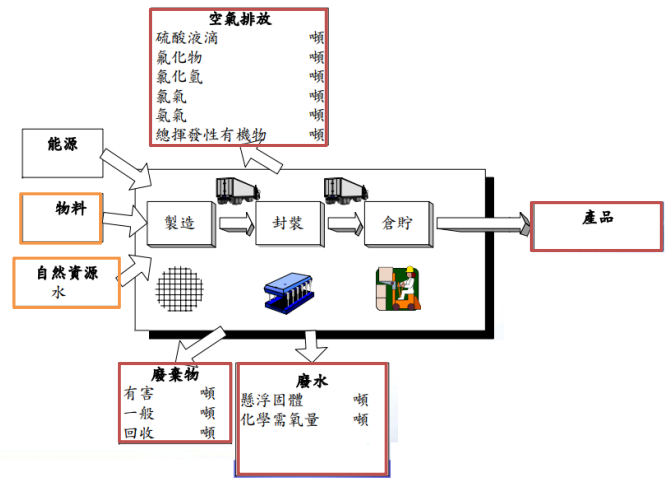 空氣排放
硫酸液滴 噸
氟化物 噸
氯化氫 噸
氯氣 噸
氨氣 噸
總揮發性有機物 噸
能源
物料
自然資源
水
製造
封裝
倉貯
產品
廢棄物
有害 噸
一般 噸
回收 噸
廢水
懸浮固體 噸
化學需氧量 噸